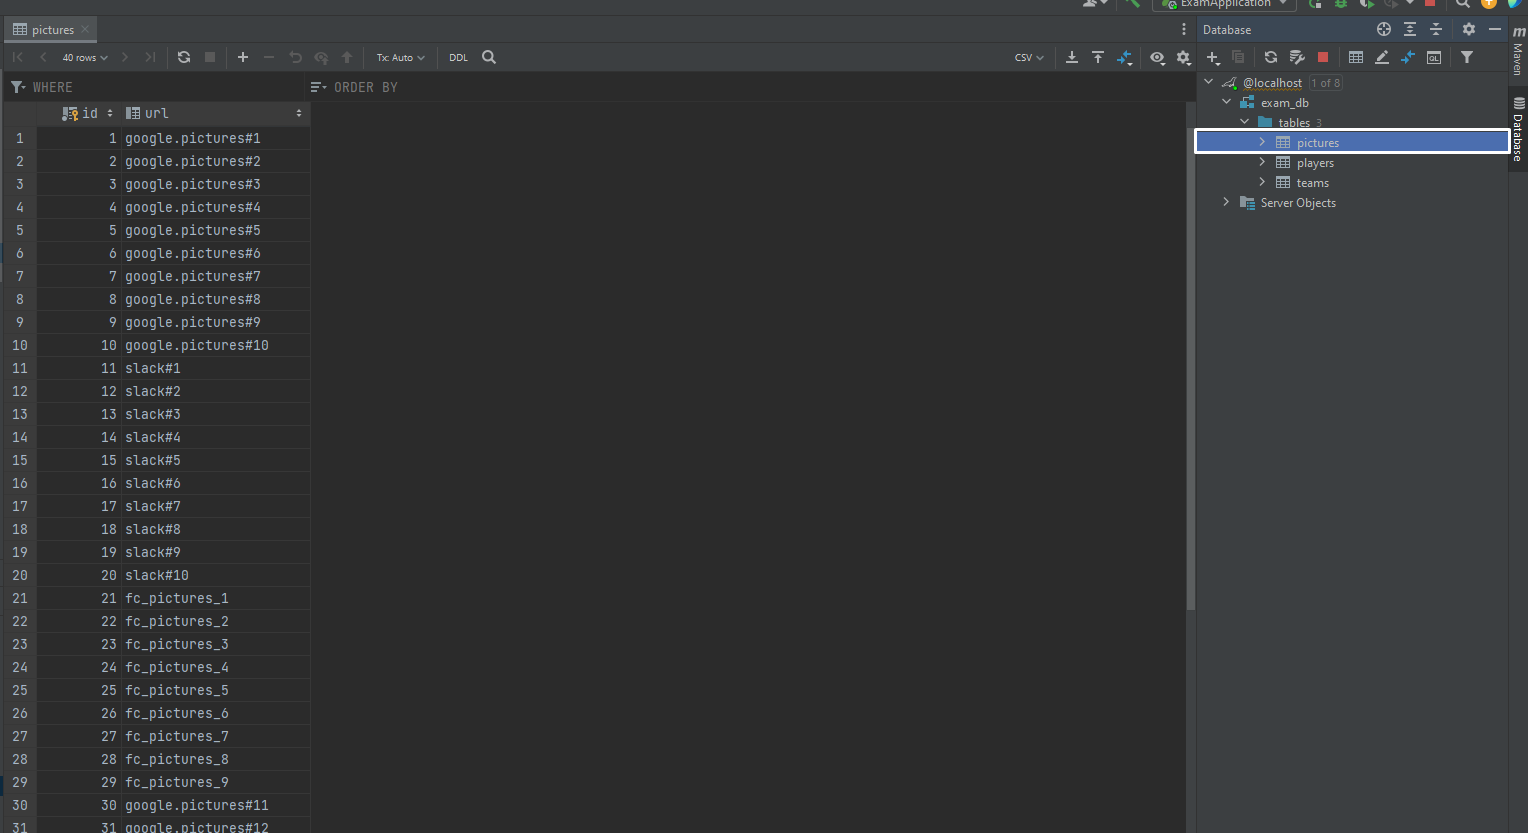 ExamApplication
pictures
40 rows
Tx: Auto
DDL
CSV
WHERE
ORDER BY
id url
1 1 google.pictures#1
2 2 google.pictures#2
3 3 google.pictures#3
4 4 google.pictures#4
5 5 google.pictures#5
6 6 google.pictures#6
7 7 google.pictures#7
8 8 google.pictures#8
9 9 google.pictures#9
10 10 google.pictures#10
11 11 slack#1
12 12 slack#2
13 13 slack#3
14 14 slack#4
15 15 slack#5
16 16 slack#6
17 17 slack#7
18 18 slack#8
19 19 slack#9
20 20 slack#10
21 21 fc_pictures_1
22 22 fc_pictures_2
23 23 fc_pictures_3
24 24 fc_pictures_4
25 25 fc_pictures_5
26 26 fc_pictures_6
27 27 fc_pictures_7
28 28 fc_pictures_8
29 29 fc_pictures_9
30 30 google.pictures#11
31 31 google.pictures#12
Database
QL
@localhost 1 of 8
exam_db
tables 3
pictures
players
teams
Server Objects
m
Maven
Database